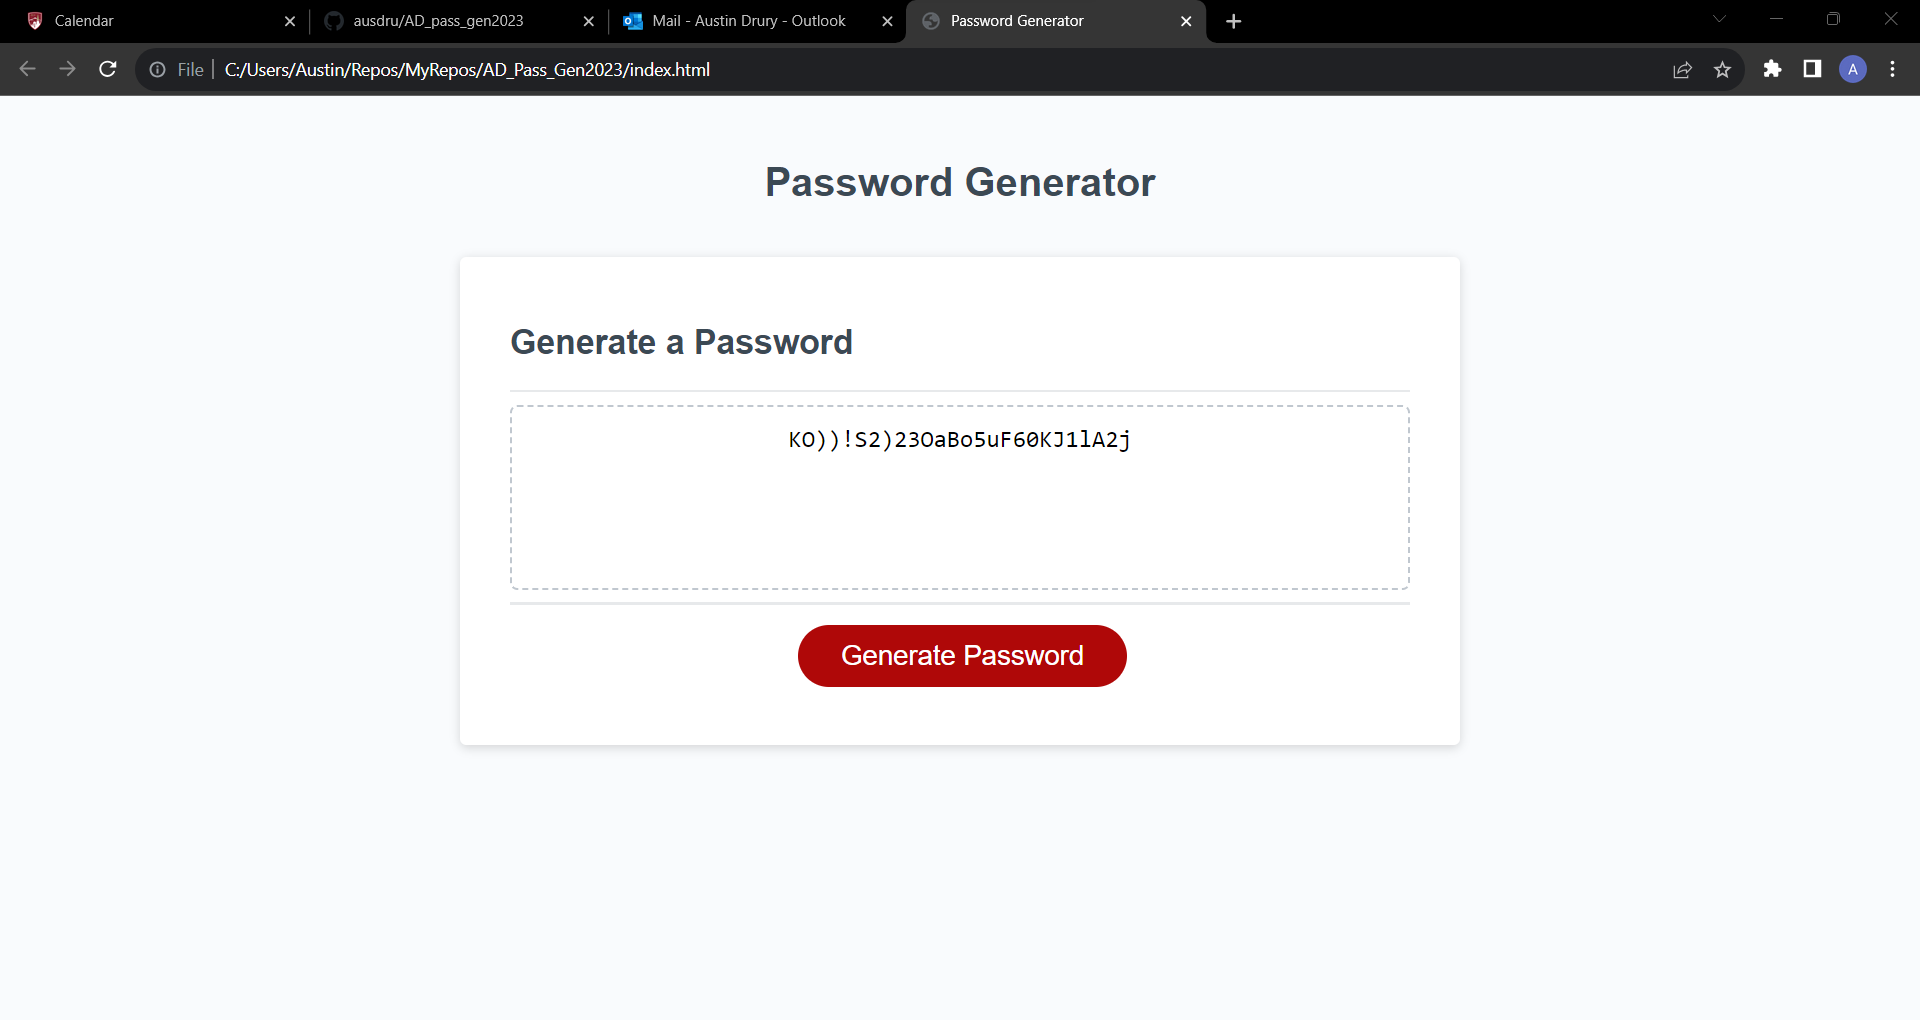 Calendar
ausdru/AD_pass_gen2023
Mail - Austin Drury - Outlook
Password Generator
File
C:/Users/Austin/Repos/MyRepos/AD_Pass_Gen2023/index.html
A
Password Generator
Generate a Password
KO))!S2)23OaBo5uF60KJ1lA2j
Generate Password